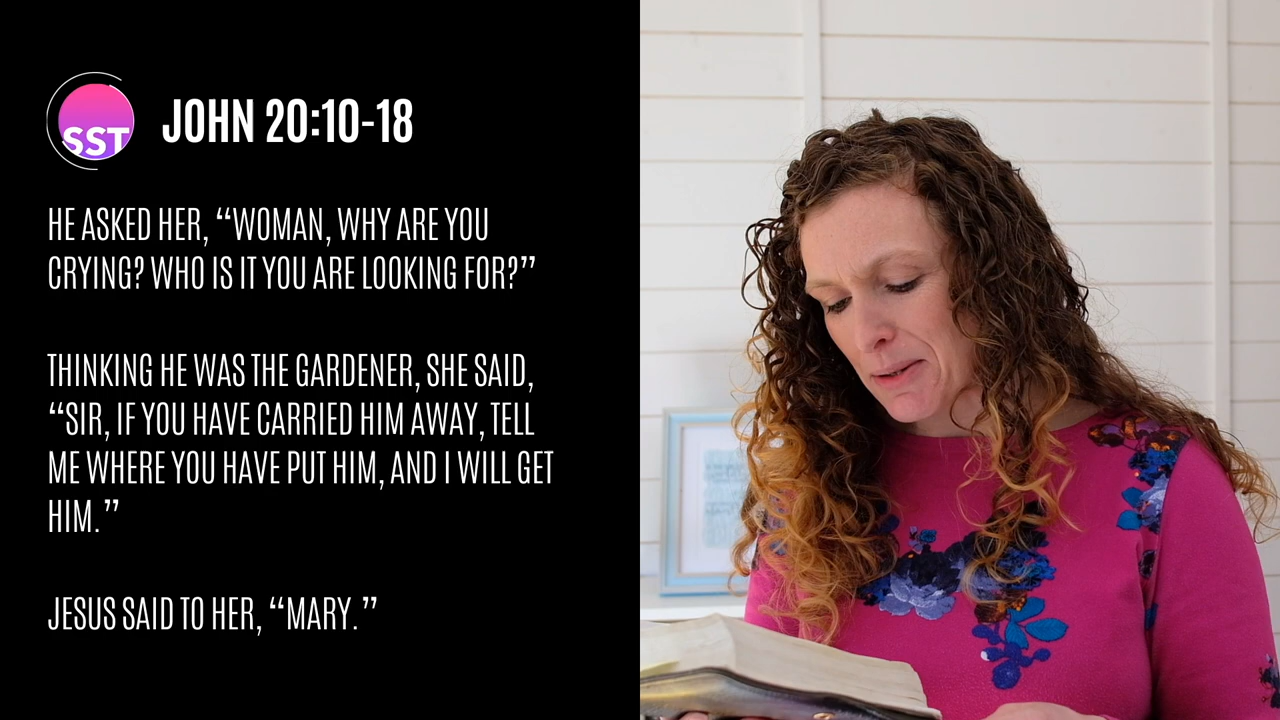 SST
JOHN 20:10-18
HE ASKED HER, “WOMAN, WHY ARE YOU
CRYING? WHO IS IT YOU ARE LOOKING FOR?”
THINKING HE WAS THE GARDENER, SHE SAID,
“SIR, IF YOU HAVE CARRIED HIM AWAY, TELL
ME WHERE YOU HAVE PUT HIM, AND I WILL GET
HIM.”
JESUS SAID TO HER, “MARY.”